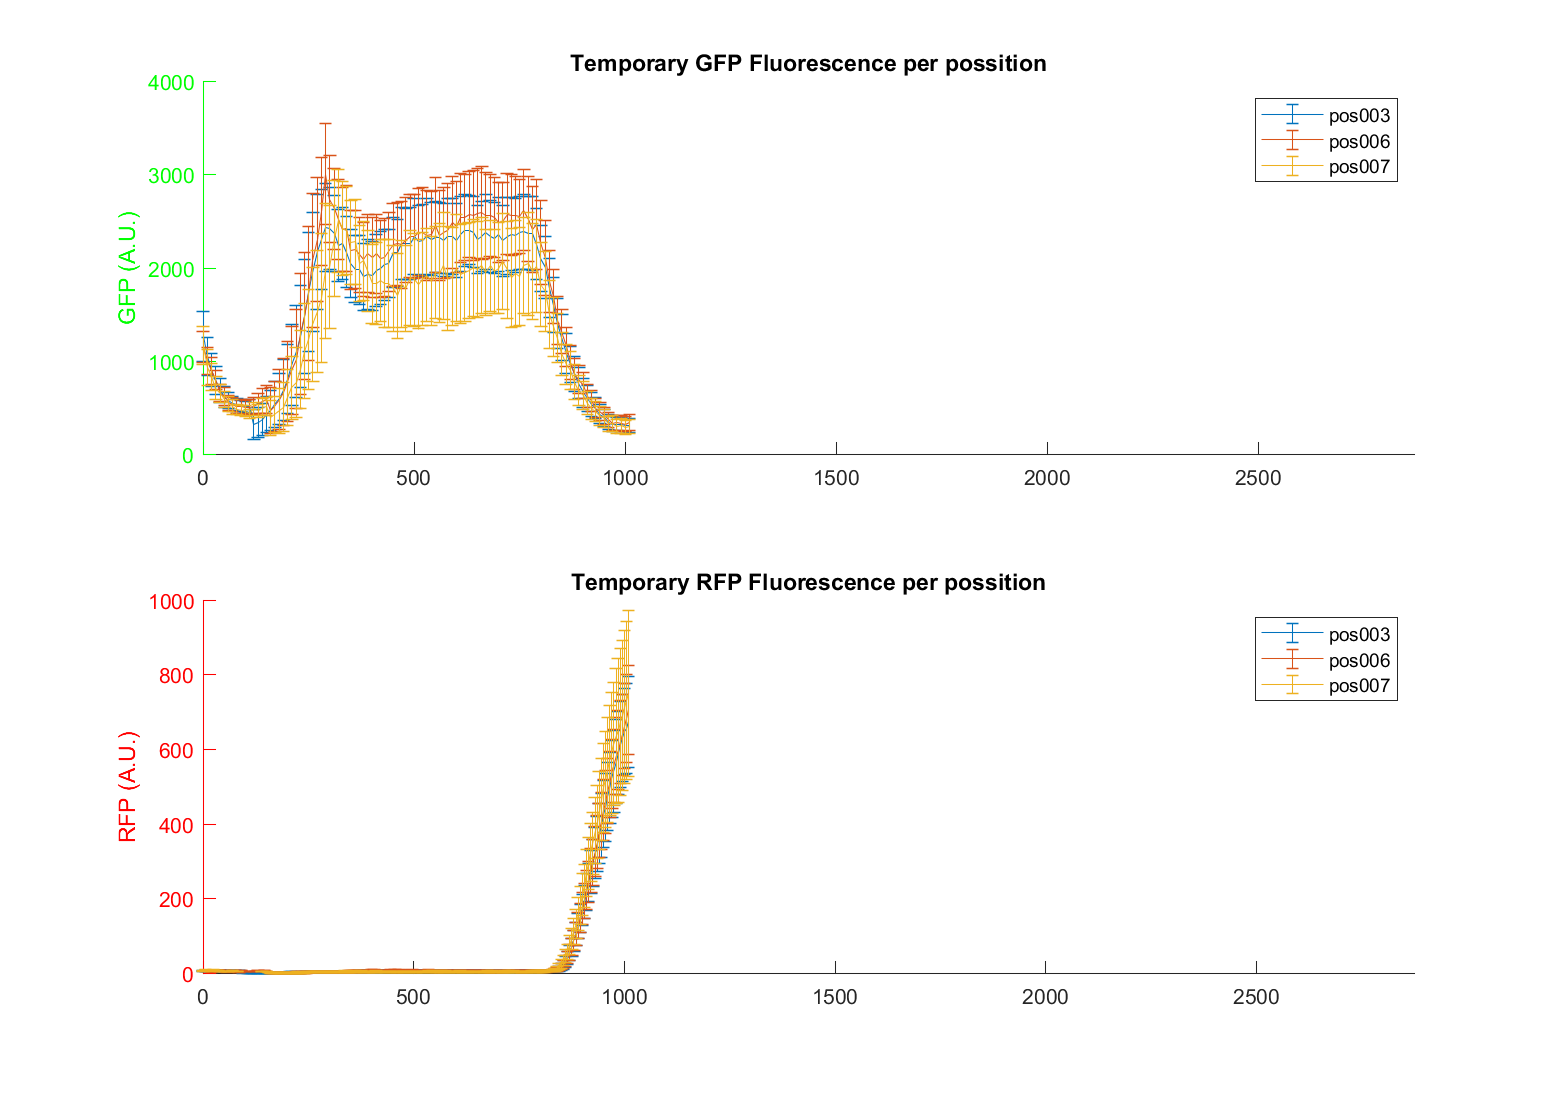 Temporary GFP Fluorescence per possition
4000
3000
2000
1000
0
GFP (A.U.)
pos003
pos006
pos007
0 500 1000 1500 2000 2500
Temporary RFP Fluorescence per possition
1000
800
600
400
200
0
RFP (A.U.)
pos003
pos006
pos007
0 500 1000 1500 2000 2500